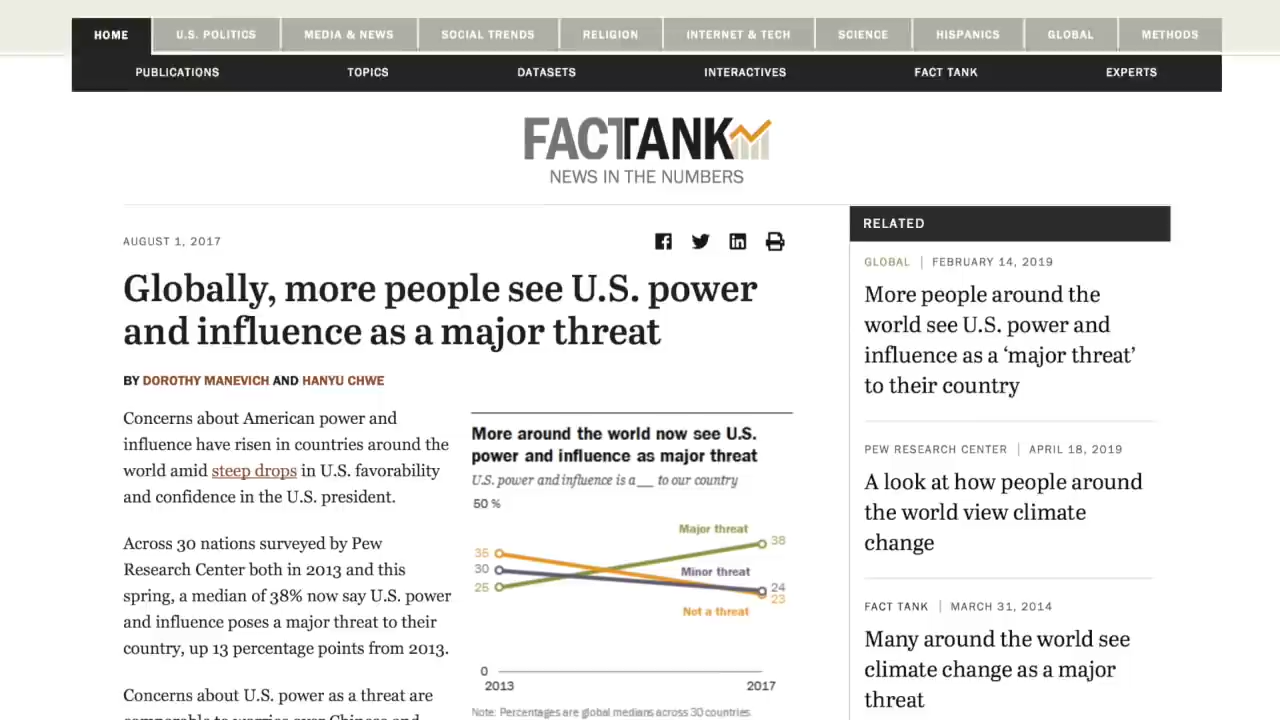 HOME U.S. POLITICS MEDIA & NEWS SOCIAL TRENDS RELIGION INTERNET & TECH SCIENCE HISPANICS GLOBAL METHODS
PUBLICATIONS TOPICS DATASETS INTERACTIVES FACT TANK EXPERTS
FACTANK
NEWS IN THE NUMBERS
AUGUST 1, 2017
Globally, more people see U.S. power
and influence as a major threat
BY DOROTHY MANEVICH AND HANYU CHWE
Concerns about American power and
influence have risen in countries around the
world amid steep drops in U.S. favorability
and confidence in the U.S. president.
Across 30 nations surveyed by Pew
Research Center both in 2013 and this
spring, a median of 38% now say U.S. power
and influence poses a major threat to their
country, up 13 percentage points from 2013.
Concerns about U.S. power as a threat are
comparable to worries over Chinese and
More around the world now see U.S.
power and influence as major threat
U.S. power and influence is a __ to our country
50 %
Major threat
38
35
30
Minor threat
25
24
23
Not a threat
0
2013 2017
Note: Percentages are global medians across 30 countries.
RELATED
GLOBAL | FEBRUARY 14, 2019
More people around the
world see U.S. power and
influence as a ‘major threat’
to their country
PEW RESEARCH CENTER | APRIL 18, 2019
A look at how people around
the world view climate
change
FACT TANK | MARCH 31, 2014
Many around the world see
climate change as a major
threat